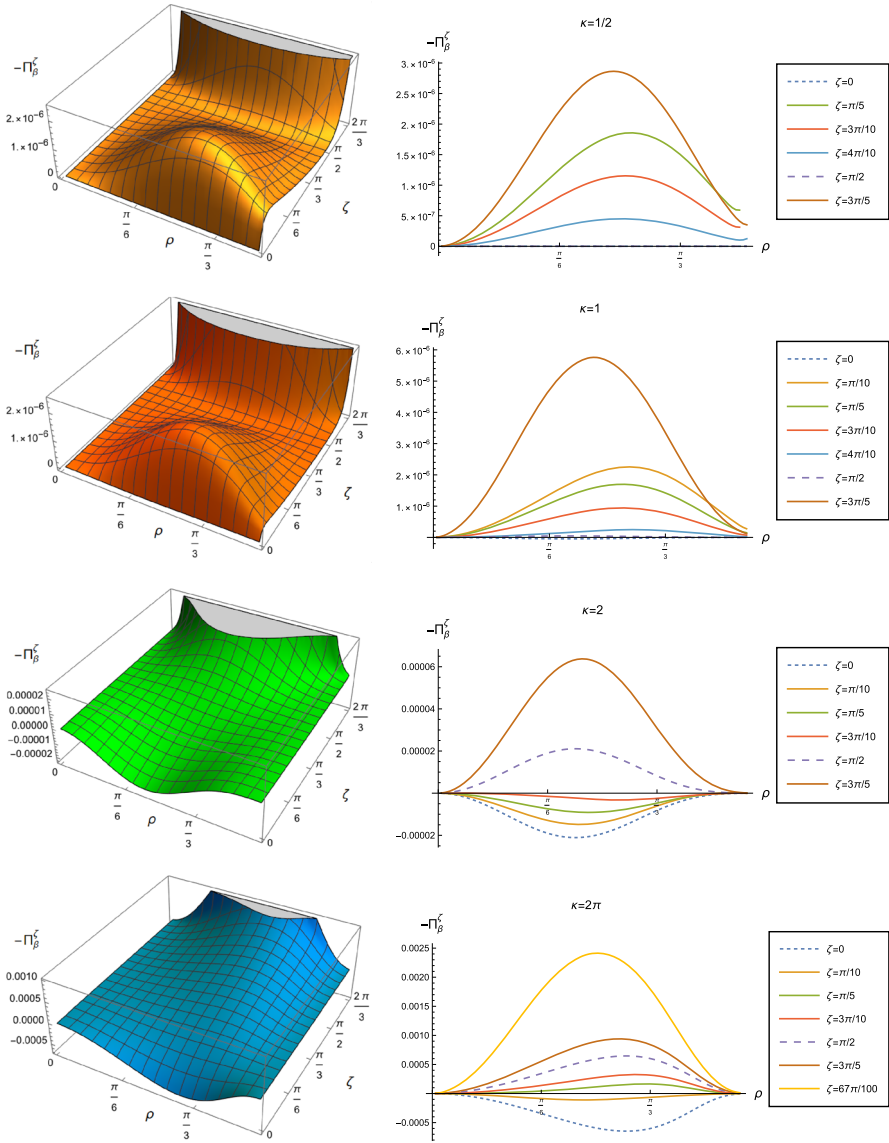 −Π_β^ζ
2.×10⁻⁶
1.×10⁻⁶
0
0
π/6
ρ
π/3
0
π/6
π/3
π/2
2π/3
ζ
κ=1/2
−Π_β^ζ
3.×10⁻⁶
2.5×10⁻⁶
2.×10⁻⁶
1.5×10⁻⁶
1.×10⁻⁶
5.×10⁻⁷
0
π/6
π/3
ρ
ζ=0
ζ=π/5
ζ=3π/10
ζ=4π/10
ζ=π/2
ζ=3π/5
−Π_β^ζ
2.×10⁻⁶
1.×10⁻⁶
0
0
π/6
ρ
π/3
0
π/6
π/3
π/2
2π/3
ζ
κ=1
−Π_β^ζ
6.×10⁻⁶
5.×10⁻⁶
4.×10⁻⁶
3.×10⁻⁶
2.×10⁻⁶
1.×10⁻⁶
π/6
π/3
ρ
ζ=0
ζ=π/10
ζ=π/5
ζ=3π/10
ζ=4π/10
ζ=π/2
ζ=3π/5
−Π_β^ζ
0.00002
0.00001
0.00000
−0.00001
−0.00002
0
π/6
ρ
π/3
0
π/6
π/3
π/2
2π/3
ζ
κ=2
−Π_β^ζ
0.00006
0.00004
0.00002
−0.00002
π/6
π/3
ρ
ζ=0
ζ=π/10
ζ=π/5
ζ=3π/10
ζ=π/2
ζ=3π/5
−Π_β^ζ
0.0010
0.0005
0.0000
−0.0005
0
π/6
ρ
π/3
0
π/6
π/3
π/2
2π/3
ζ
κ=2π
−Π_β^ζ
0.0025
0.0020
0.0015
0.0010
0.0005
0.0000
−0.0005
π/6
π/3
ρ
ζ=0
ζ=π/10
ζ=π/5
ζ=3π/10
ζ=π/2
ζ=3π/5
ζ=67π/100